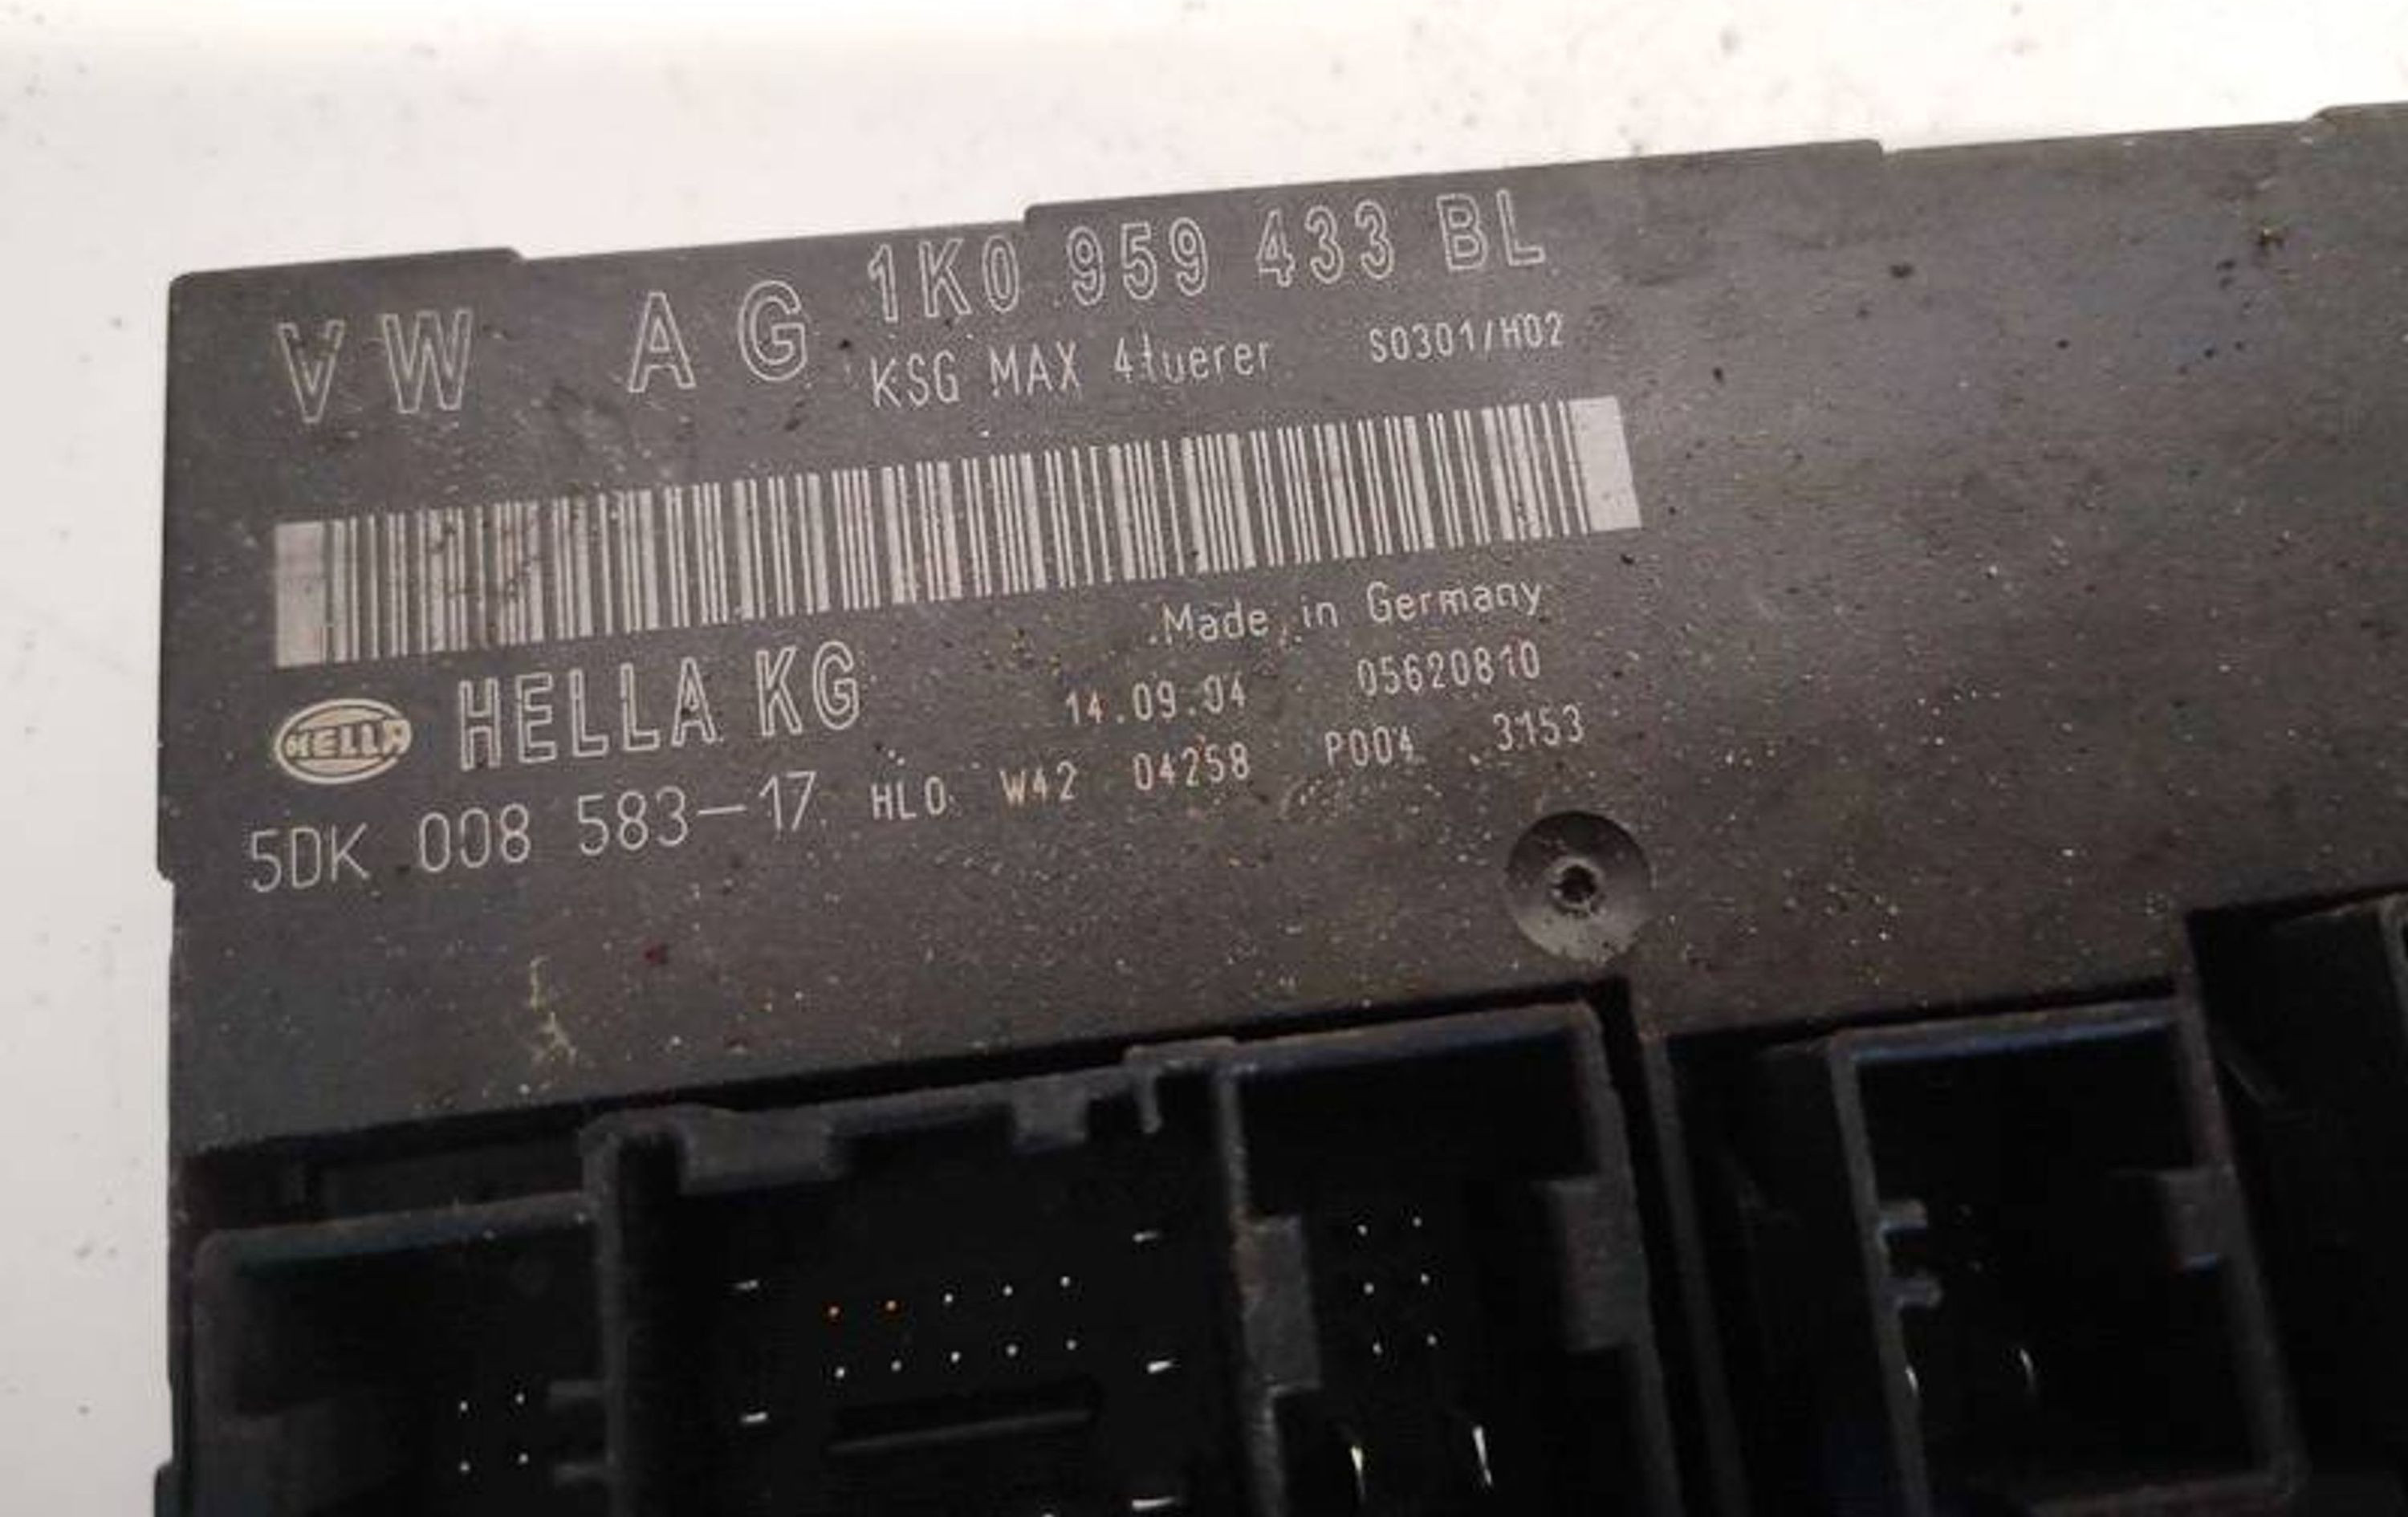 VW AG 1K0 959 433 BL
KSG MAX 4tuerer S0301/H02
Made in Germany
HELLA HELLA KG 14.09.04 05620810
5DK 008 583-17 HLO W42 04258 P004 3153